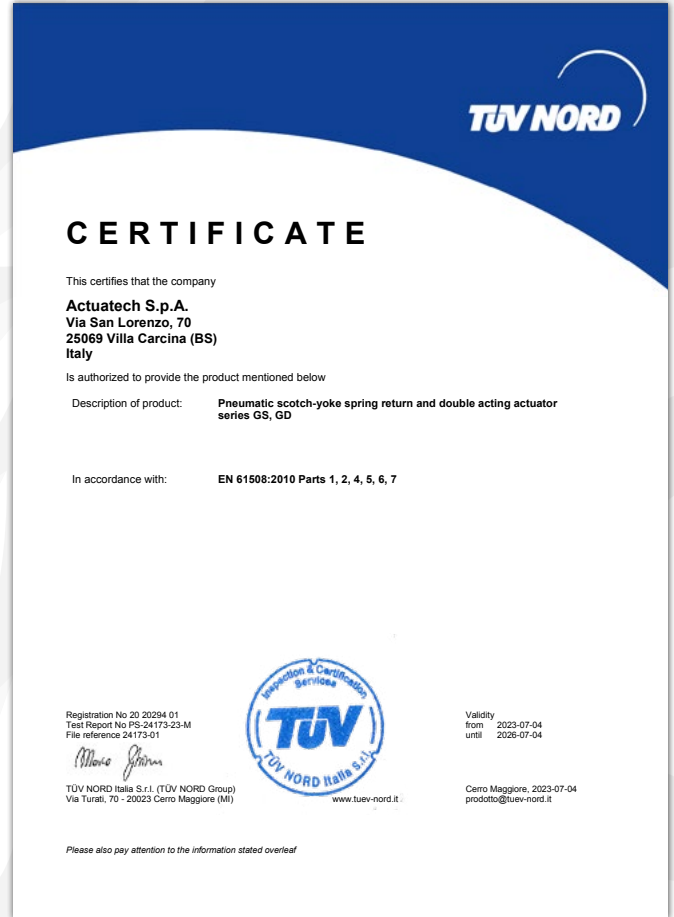 TÜV NORD
CERTIFICATE
This certifies that the company
Actuatech S.p.A.
Via San Lorenzo, 70
25069 Villa Carcina (BS)
Italy
Is authorized to provide the product mentioned below
Description of product: Pneumatic scotch-yoke spring return and double acting actuator
series GS, GD
In accordance with: EN 61508:2010 Parts 1, 2, 4, 5, 6, 7
Inspection & Certification
Services
TÜV
TÜV NORD Italia S.r.l.
Registration No 20 20294 01
Test Report No PS-24173-23-M
File reference 24173-01
Validity
from 2023-07-04
until 2026-07-04
TÜV NORD Italia S.r.l. (TÜV NORD Group)
Via Turati, 70 - 20023 Cerro Maggiore (MI)
www.tuev-nord.it
Cerro Maggiore, 2023-07-04
prodotto@tuev-nord.it
Please also pay attention to the information stated overleaf